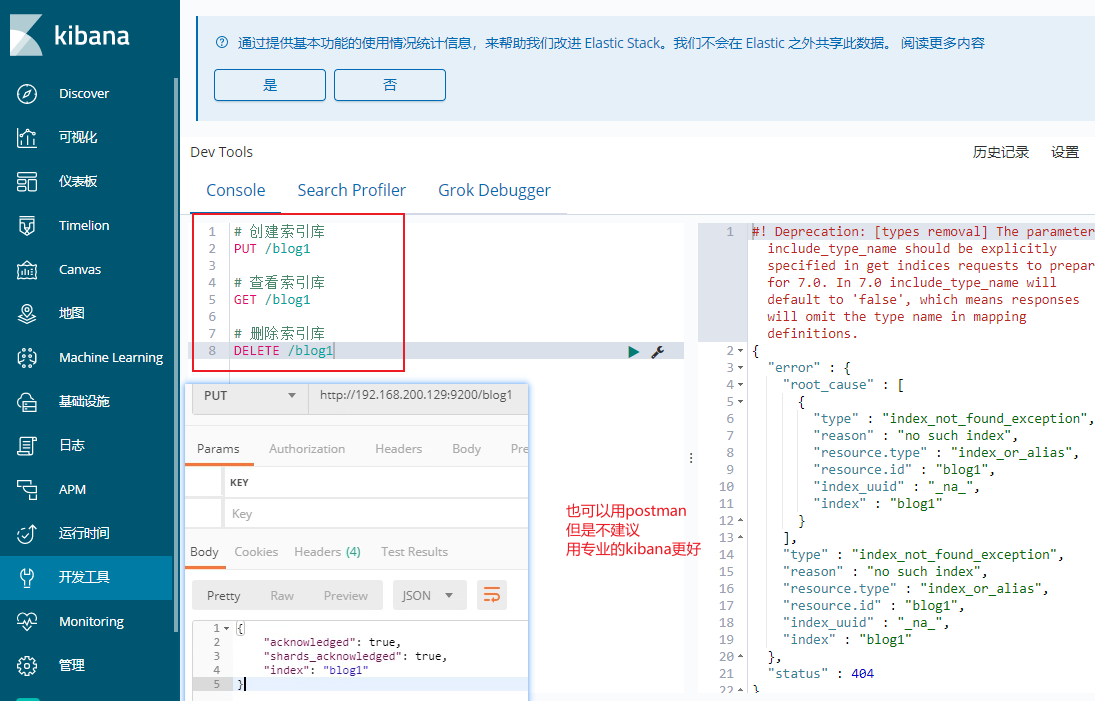 kibana
Discover
可视化
仪表板
Timelion
Canvas
地图
Machine Learning
基础设施
日志
APM
运行时间
开发工具
Monitoring
管理
通过提供基本功能的使用情况统计信息，来帮助我们改进 Elastic Stack。我们不会在 Elastic 之外共享此数据。 阅读更多内容
是
否
Dev Tools
历史记录
设置
Console
Search Profiler
Grok Debugger
1 # 创建索引库
2 PUT /blog1
3
4 # 查看索引库
5 GET /blog1
6
7 # 删除索引库
8 DELETE /blog1
PUT
http://192.168.200.129:9200/blog1
Params
Authorization
Headers
Body
Pre
KEY
Key
Body
Cookies
Headers (4)
Test Results
Pretty
Raw
Preview
JSON
1 {
2 "acknowledged": true,
3 "shards_acknowledged": true,
4 "index": "blog1"
5 }
也可以用postman
但是不建议
用专业的kibana更好
1 #! Deprecation: [types removal] The parameter
include_type_name should be explicitly
specified in get indices requests to prepar
for 7.0. In 7.0 include_type_name will
default to 'false', which means responses
will omit the type name in mapping
definitions.
2 {
3 "error" : {
4 "root_cause" : [
5 {
6 "type" : "index_not_found_exception",
7 "reason" : "no such index",
8 "resource.type" : "index_or_alias",
9 "resource.id" : "blog1",
10 "index_uuid" : "_na_",
11 "index" : "blog1"
12 }
13 ],
14 "type" : "index_not_found_exception",
15 "reason" : "no such index",
16 "resource.type" : "index_or_alias",
17 "resource.id" : "blog1",
18 "index_uuid" : "_na_",
19 "index" : "blog1"
20 },
21 "status" : 404
22 }